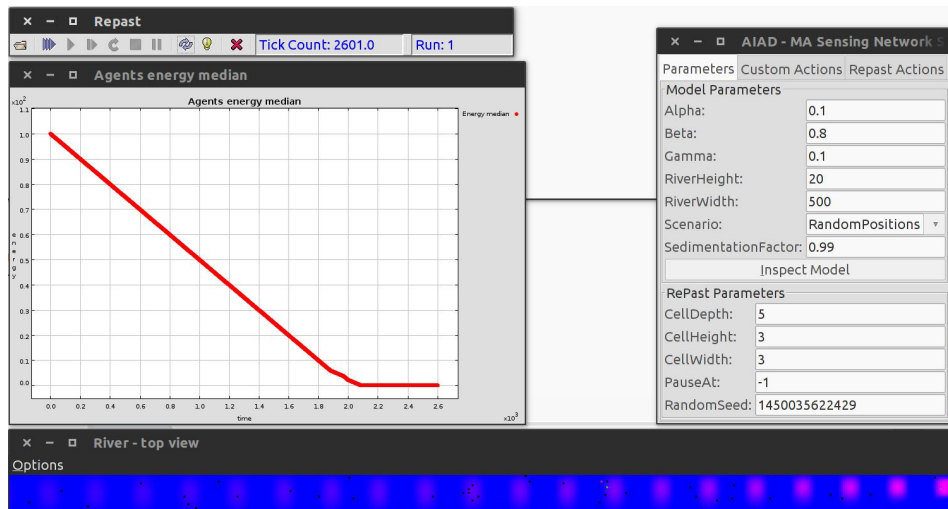 Repast
Tick Count: 2601.0
Run: 1
Agents energy median
Agents energy median
x10²
Energy median
1.1
1.0
0.9
0.8
0.7
0.6
0.5
0.4
0.3
0.2
0.1
0.0
energy
0.0 0.2 0.4 0.6 0.8 1.0 1.2 1.4 1.6 1.8 2.0 2.2 2.4 2.6
time
x10³
AIAD - MA Sensing Network S
Parameters Custom Actions Repast Actions
Model Parameters
Alpha: 0.1
Beta: 0.8
Gamma: 0.1
RiverHeight: 20
RiverWidth: 500
Scenario: RandomPositions
SedimentationFactor: 0.99
Inspect Model
RePast Parameters
CellDepth: 5
CellHeight: 3
CellWidth: 3
PauseAt: -1
RandomSeed: 1450035622429
River - top view
Options